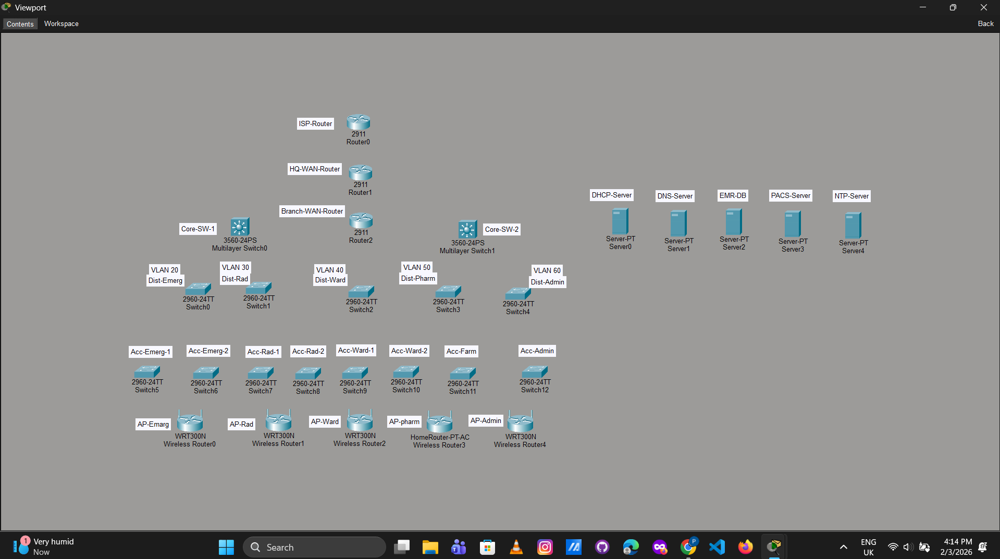 Viewport
Contents
Workspace
Back
ISP-Router
2911
Router0
HQ-WAN-Router
2911
Router1
Branch-WAN-Router
2911
Router2
Core-SW-1
3560-24PS
Multilayer Switch0
Core-SW-2
3560-24PS
Multilayer Switch1
DHCP-Server
Server-PT
Server0
DNS-Server
Server-PT
Server1
EMR-DB
Server-PT
Server2
PACS-Server
Server-PT
Server3
NTP-Server
Server-PT
Server4
VLAN 20
Dist-Emerg
2960-24TT
Switch0
VLAN 30
Dist-Rad
2960-24TT
Switch1
VLAN 40
Dist-Ward
2960-24TT
Switch2
VLAN 50
Dist-Pharm
2960-24TT
Switch3
VLAN 60
Dist-Admin
2960-24TT
Switch4
Acc-Emerg-1
2960-24TT
Switch5
Acc-Emerg-2
2960-24TT
Switch6
Acc-Rad-1
2960-24TT
Switch7
Acc-Rad-2
2960-24TT
Switch8
Acc-Ward-1
2960-24TT
Switch9
Acc-Ward-2
2960-24TT
Switch10
Acc-Farm
2960-24TT
Switch11
Acc-Admin
2960-24TT
Switch12
AP-Emarg
WRT300N
Wireless Router0
AP-Rad
WRT300N
Wireless Router1
AP-Ward
WRT300N
Wireless Router2
AP-pharm
HomeRouter-PT-AC
Wireless Router3
AP-Admin
WRT300N
Wireless Router4
1
Very humid
Now
Search
P
ENG
UK
4:14 PM
2/3/2026